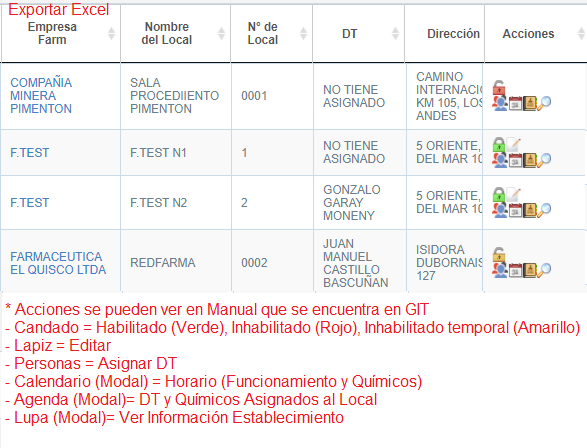 Exportar Excel
Empresa Farm
Nombre del Local
N° de Local
DT
Dirección
Acciones
COMPAÑIA MINERA PIMENTON
SALA PROCEDIIENTO PIMENTON
0001
NO TIENE ASIGNADO
CAMINO INTERNACI
KM 105, LOS
ANDES
F.TEST
F.TEST N1
1
NO TIENE ASIGNADO
5 ORIENTE,
DEL MAR 10
F.TEST
F.TEST N2
2
GONZALO GARAY MONENY
5 ORIENTE,
DEL MAR 10
FARMACEUTICA EL QUISCO LTDA
REDFARMA
0002
JUAN MANUEL CASTILLO BASCUÑAN
ISIDORA
DUBORNAIS
127
* Acciones se pueden ver en Manual que se encuentra en GIT
- Candado = Habilitado (Verde), Inhabilitado (Rojo), Inhabilitado temporal (Amarillo)
- Lapiz = Editar
- Personas = Asignar DT
- Calendario (Modal) = Horario (Funcionamiento y Químicos)
- Agenda (Modal)= DT y Químicos Asignados al Local
- Lupa (Modal)= Ver Información Establecimiento